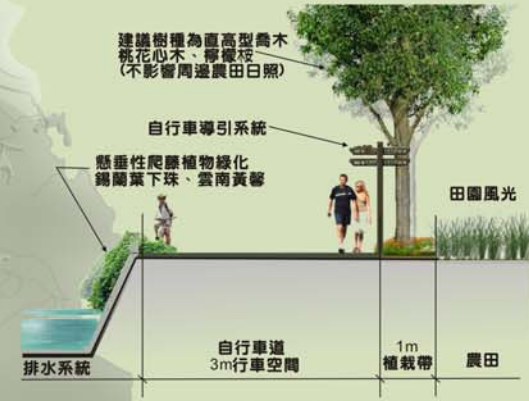 建議樹種為直高型喬木
桃花心木、檸檬桉
(不影響周邊農田日照)
自行車導引系統
懸垂性爬藤植物綠化
錫蘭葉下珠、雲南黃馨
田園風光
排水系統
自行車道
3m行車空間
1m
植栽帶
農田